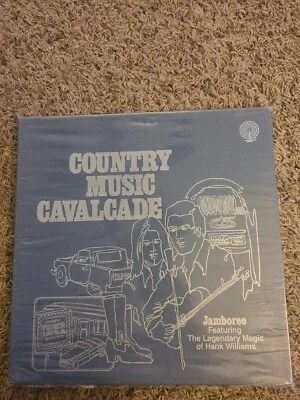 COUNTRY
MUSIC
CAVALCADE
Jamboree
Featuring
The Legendary Magic
of Hank Williams